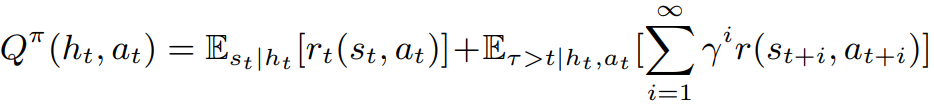 Q^π(h_t, a_t) = 𝔼_{s_t|h_t}[r_t(s_t, a_t)]+𝔼_{τ>t|h_t,a_t}[∑_{i=1}^{∞} γ^i r(s_{t+i}, a_{t+i})]